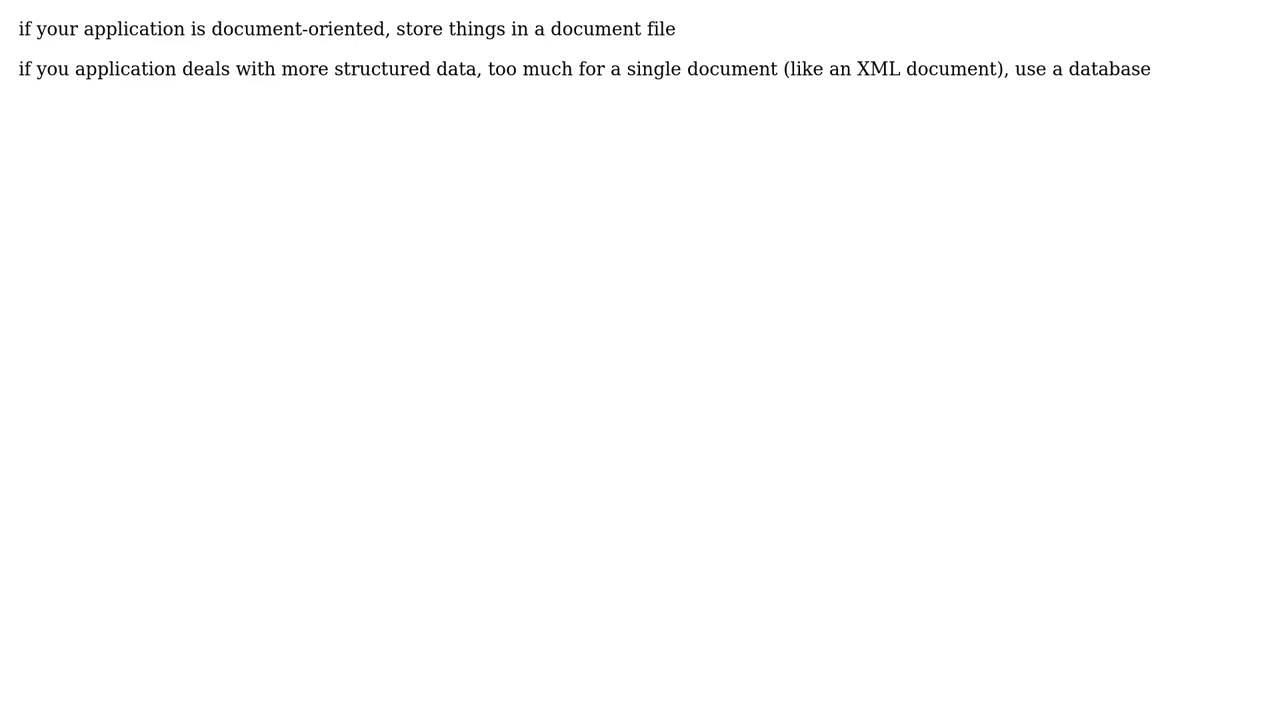 if your application is document-oriented, store things in a document file
if you application deals with more structured data, too much for a single document (like an XML document), use a database